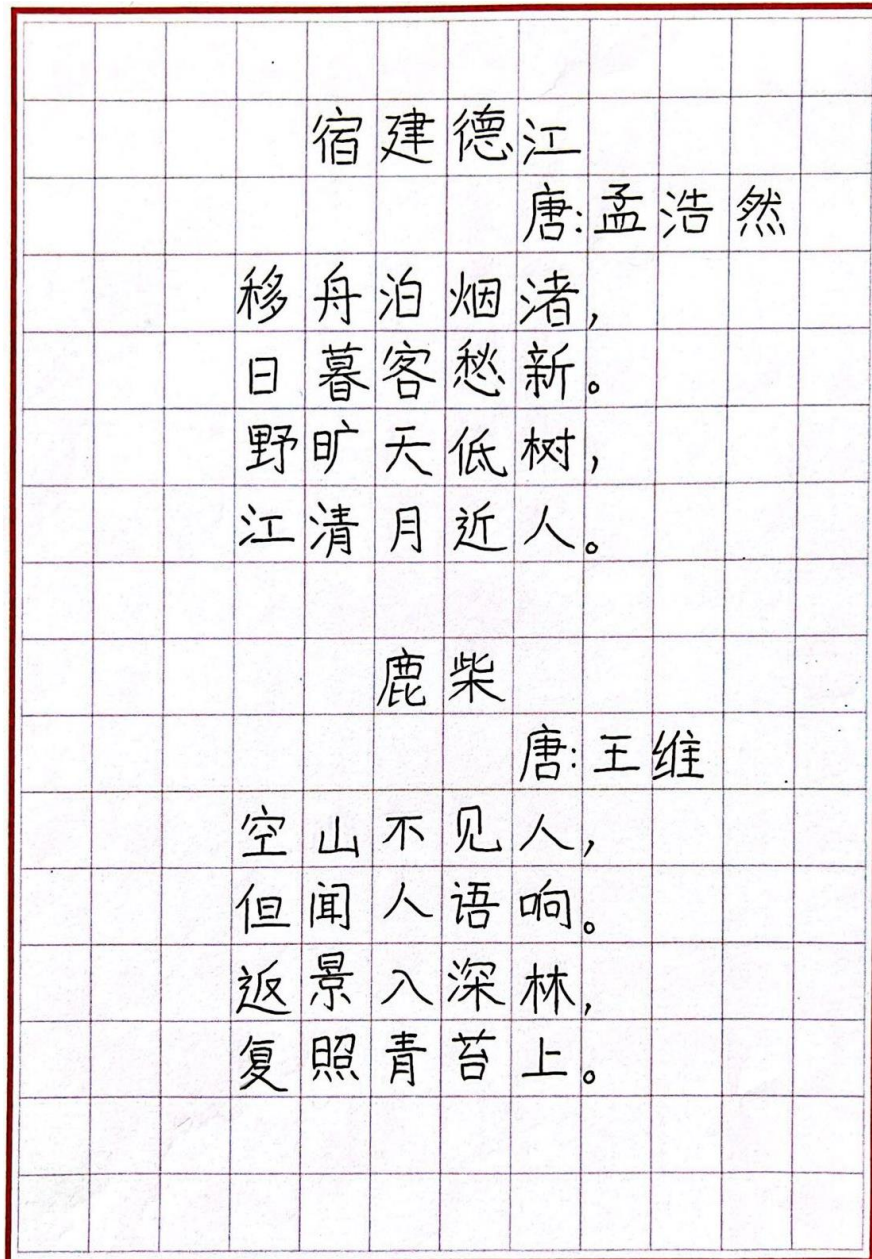 宿建德江
唐:孟浩然
移舟泊烟渚,
日暮客愁新。
野旷天低树,
江清月近人。
鹿柴
唐:王维
空山不见人,
但闻人语响。
返景入深林,
复照青苔上。